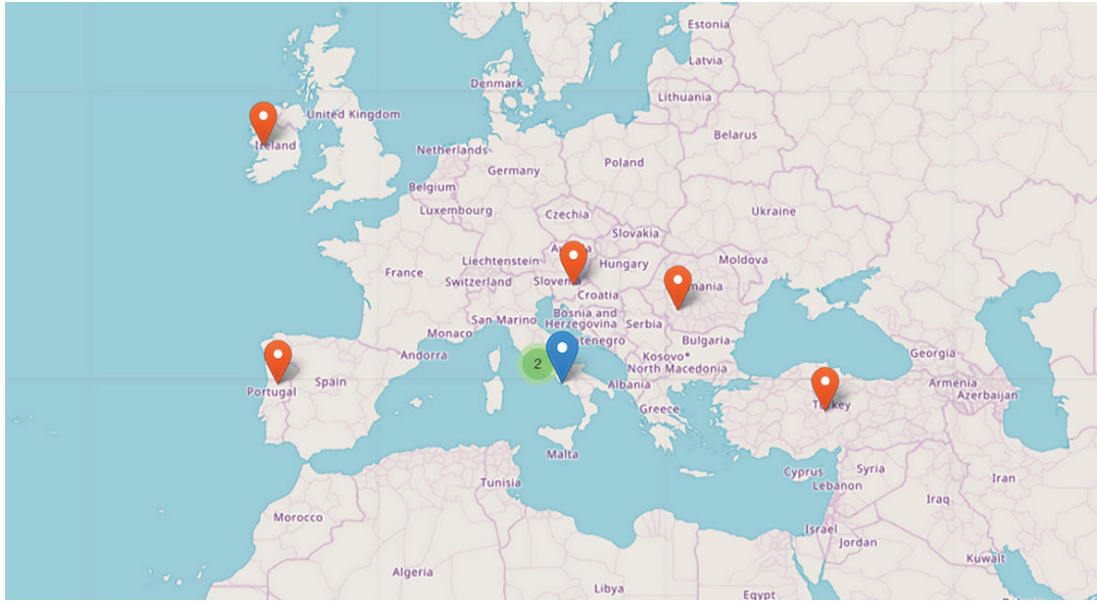 Estonia
Latvia
Denmark
Lithuania
United Kingdom
Belarus
Ireland
Netherlands
Poland
Germany
Belgium
Luxembourg
Ukraine
Czechia
Slovakia
Liechtenstein
Hungary
Moldova
France
Switzerland
Slovenia
Croatia
Bosnia and
Herzegovina
San Marino
Serbia
Monaco
Bulgaria
Andorra
Kosovo*
Georgia
2
North Macedonia
Spain
Portugal
Albania
Armenia
Azerbaijan
Turkey
Greece
Malta
Cyprus
Syria
Tunisia
Lebanon
Iran
Iraq
Morocco
Israel
Jordan
Kuwait
Algeria
Libya
Egypt